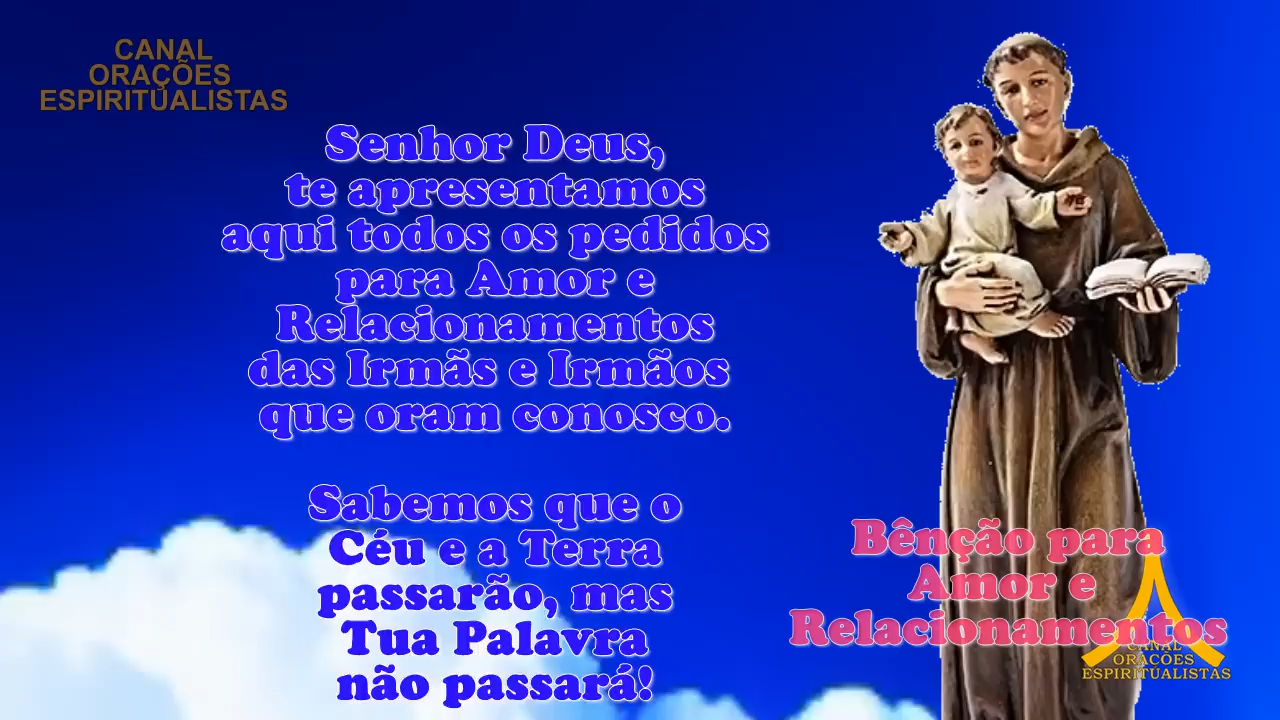 CANAL
ORAÇÕES
ESPIRITUALISTAS
Senhor Deus,
te apresentamos
aqui todos os pedidos
para Amor e
Relacionamentos
das Irmãs e Irmãos
que oram conosco.
Sabemos que o
Céu e a Terra
passarão, mas
Tua Palavra
não passará!
Bênção para
Amor e
Relacionamentos
CANAL
ORAÇÕES
ESPIRITUALISTAS